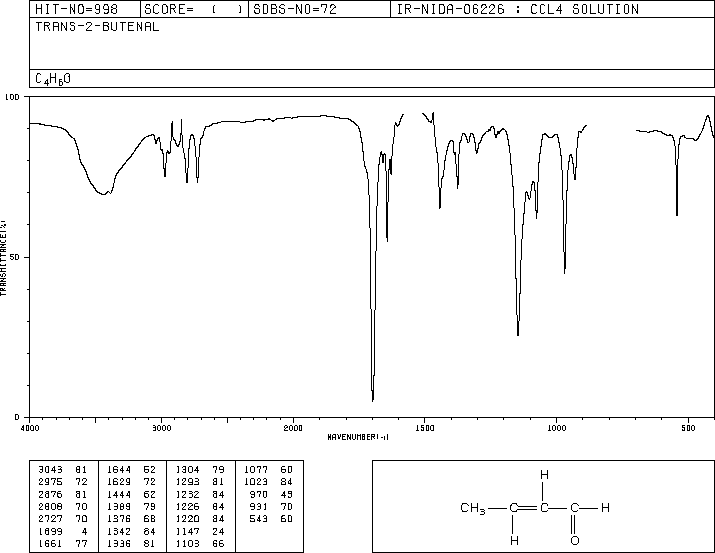 HIT-NO=998 SCORE= ( ) SDBS-NO=72 IR-NIDA-06226 : CCL4 SOLUTION
TRANS-2-BUTENAL
C4H6O
100
50
0
TRANSMITTANCE(%)
4000 3000 2000 1500 1000 500
WAVENUMBER(-1)
3043 81 1644 52 1304 79 1077 60
2975 72 1629 72 1293 81 1023 84
2876 81 1444 62 1232 84 970 43
2808 70 1389 79 1226 84 931 70
2727 70 1376 68 1220 84 543 60
1699 4 1342 84 1147 24
1661 77 1336 81 1103 66
H
CH3 C C C H
H O